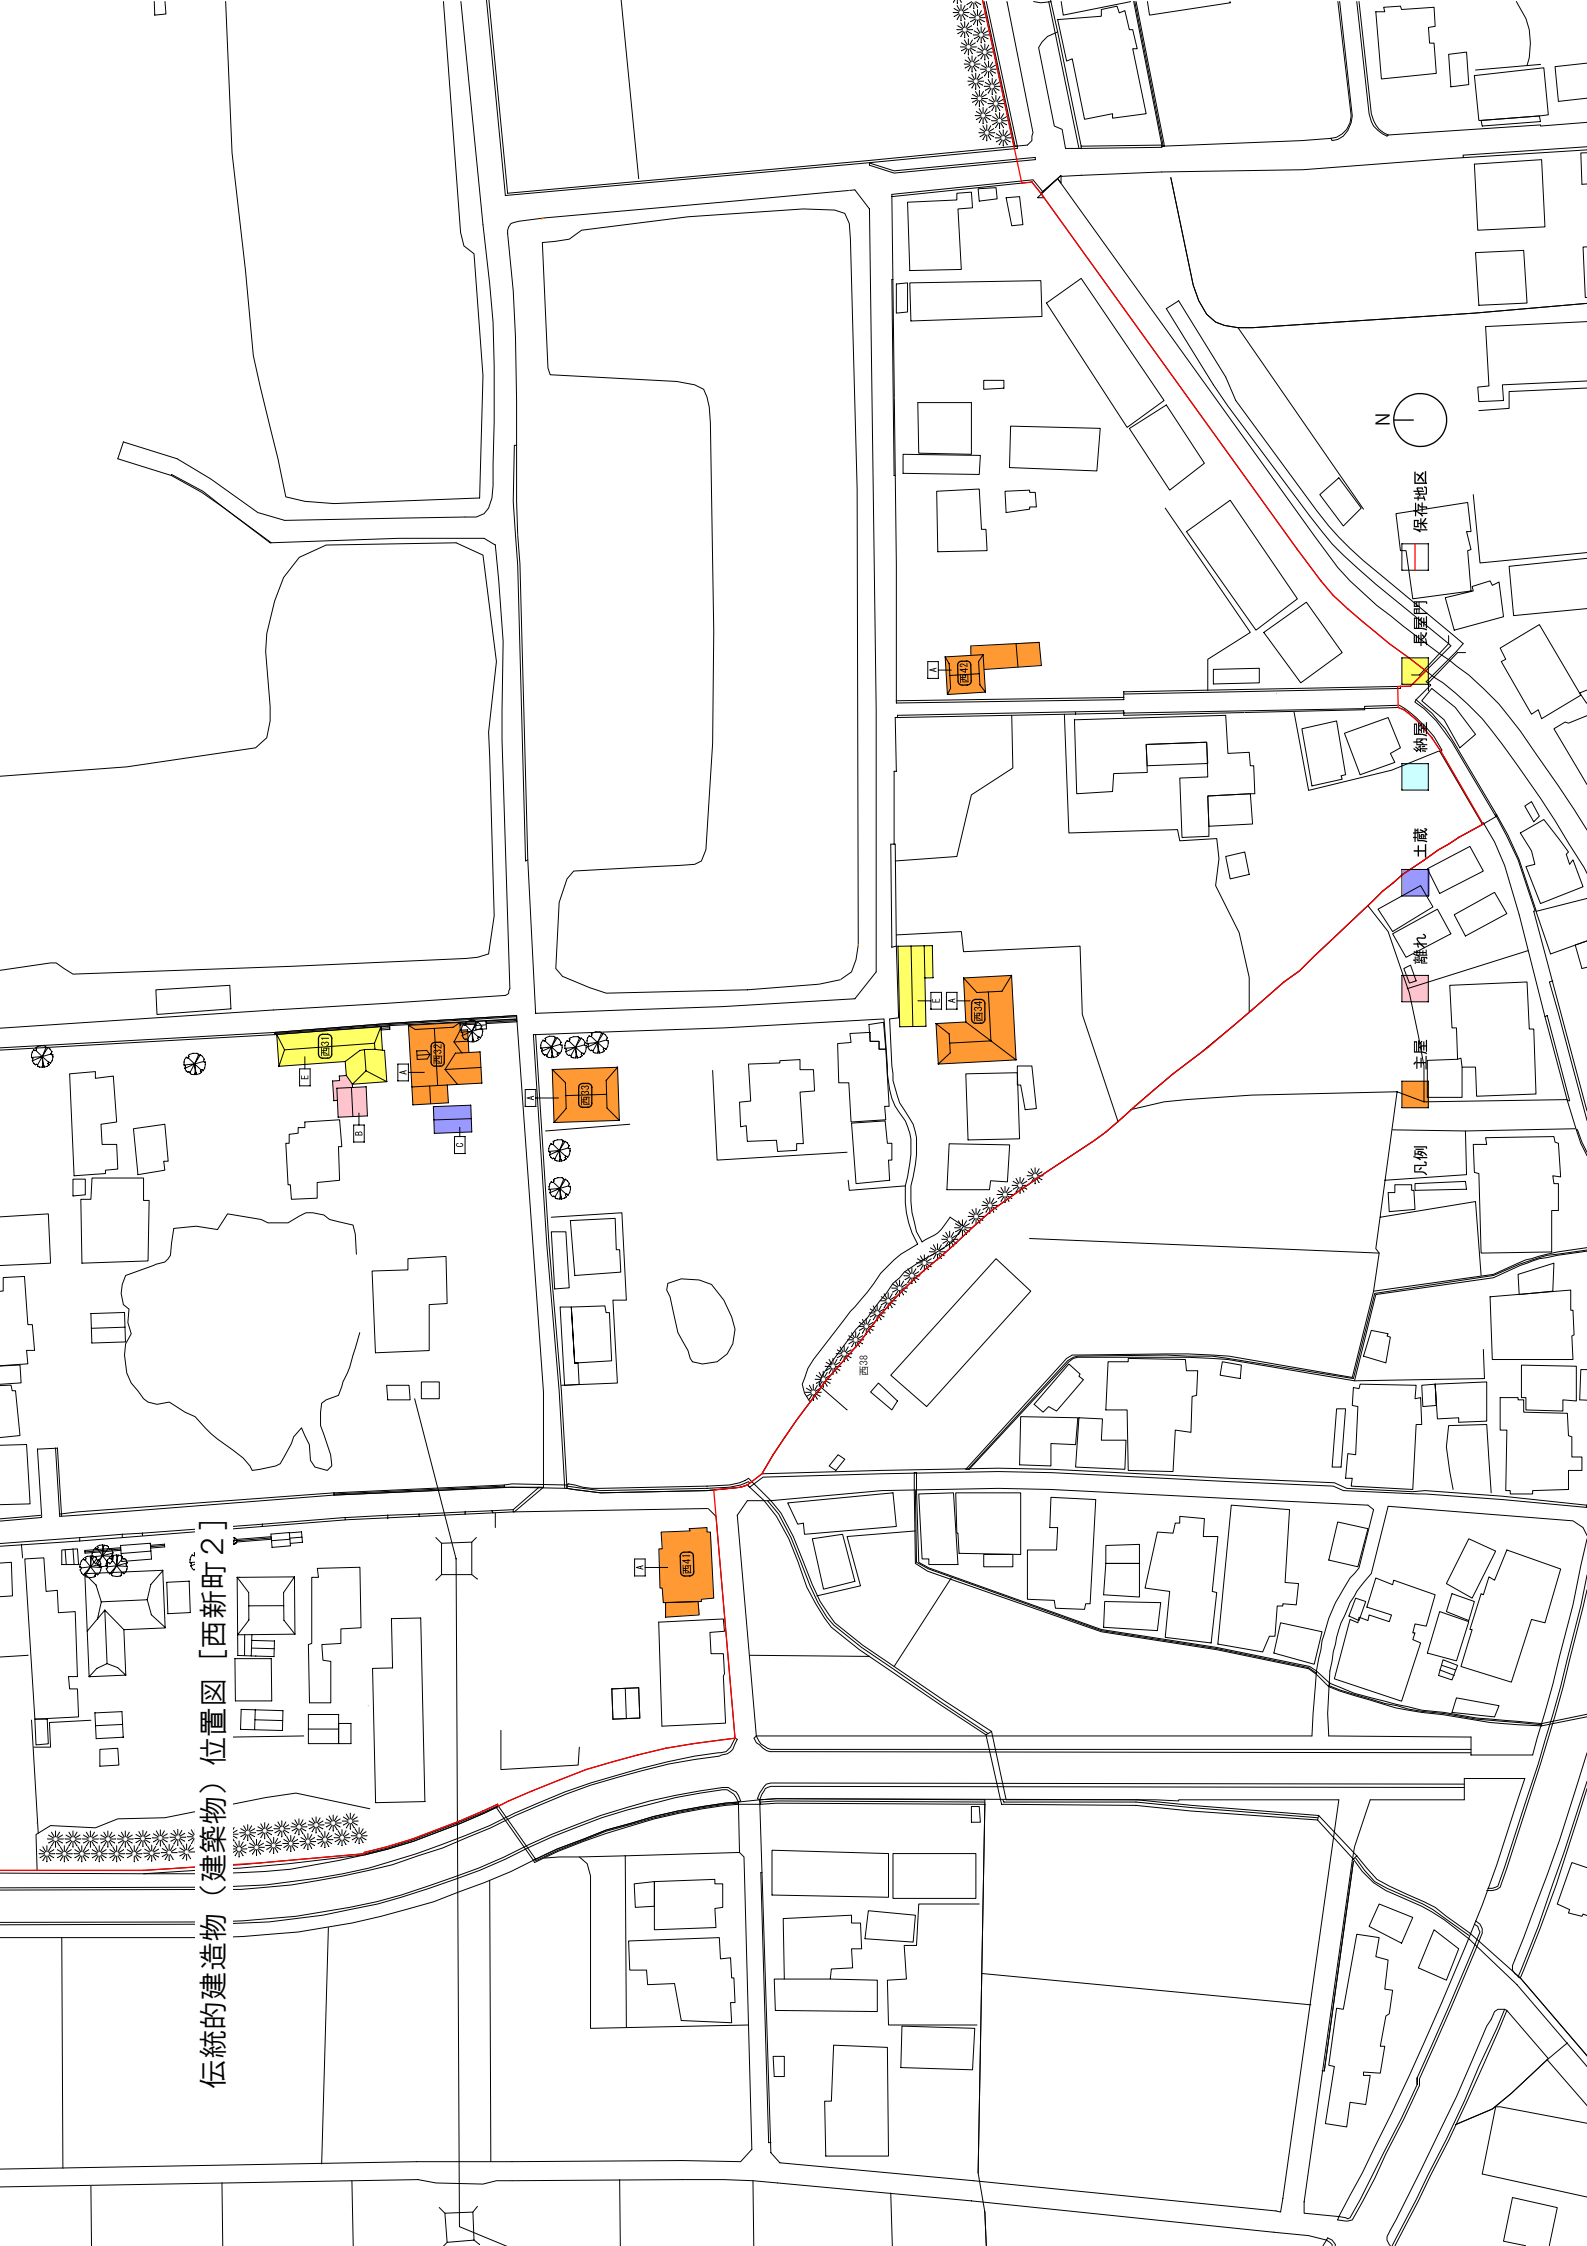 伝統的建造物（建築物）位置図［西新町２］
E
西31
B
A
西32
C
A
西33
E
A
西34
A
西42
西38
A
西41
N
凡例
主屋
離れ
土蔵
納屋
長屋門
保存地区